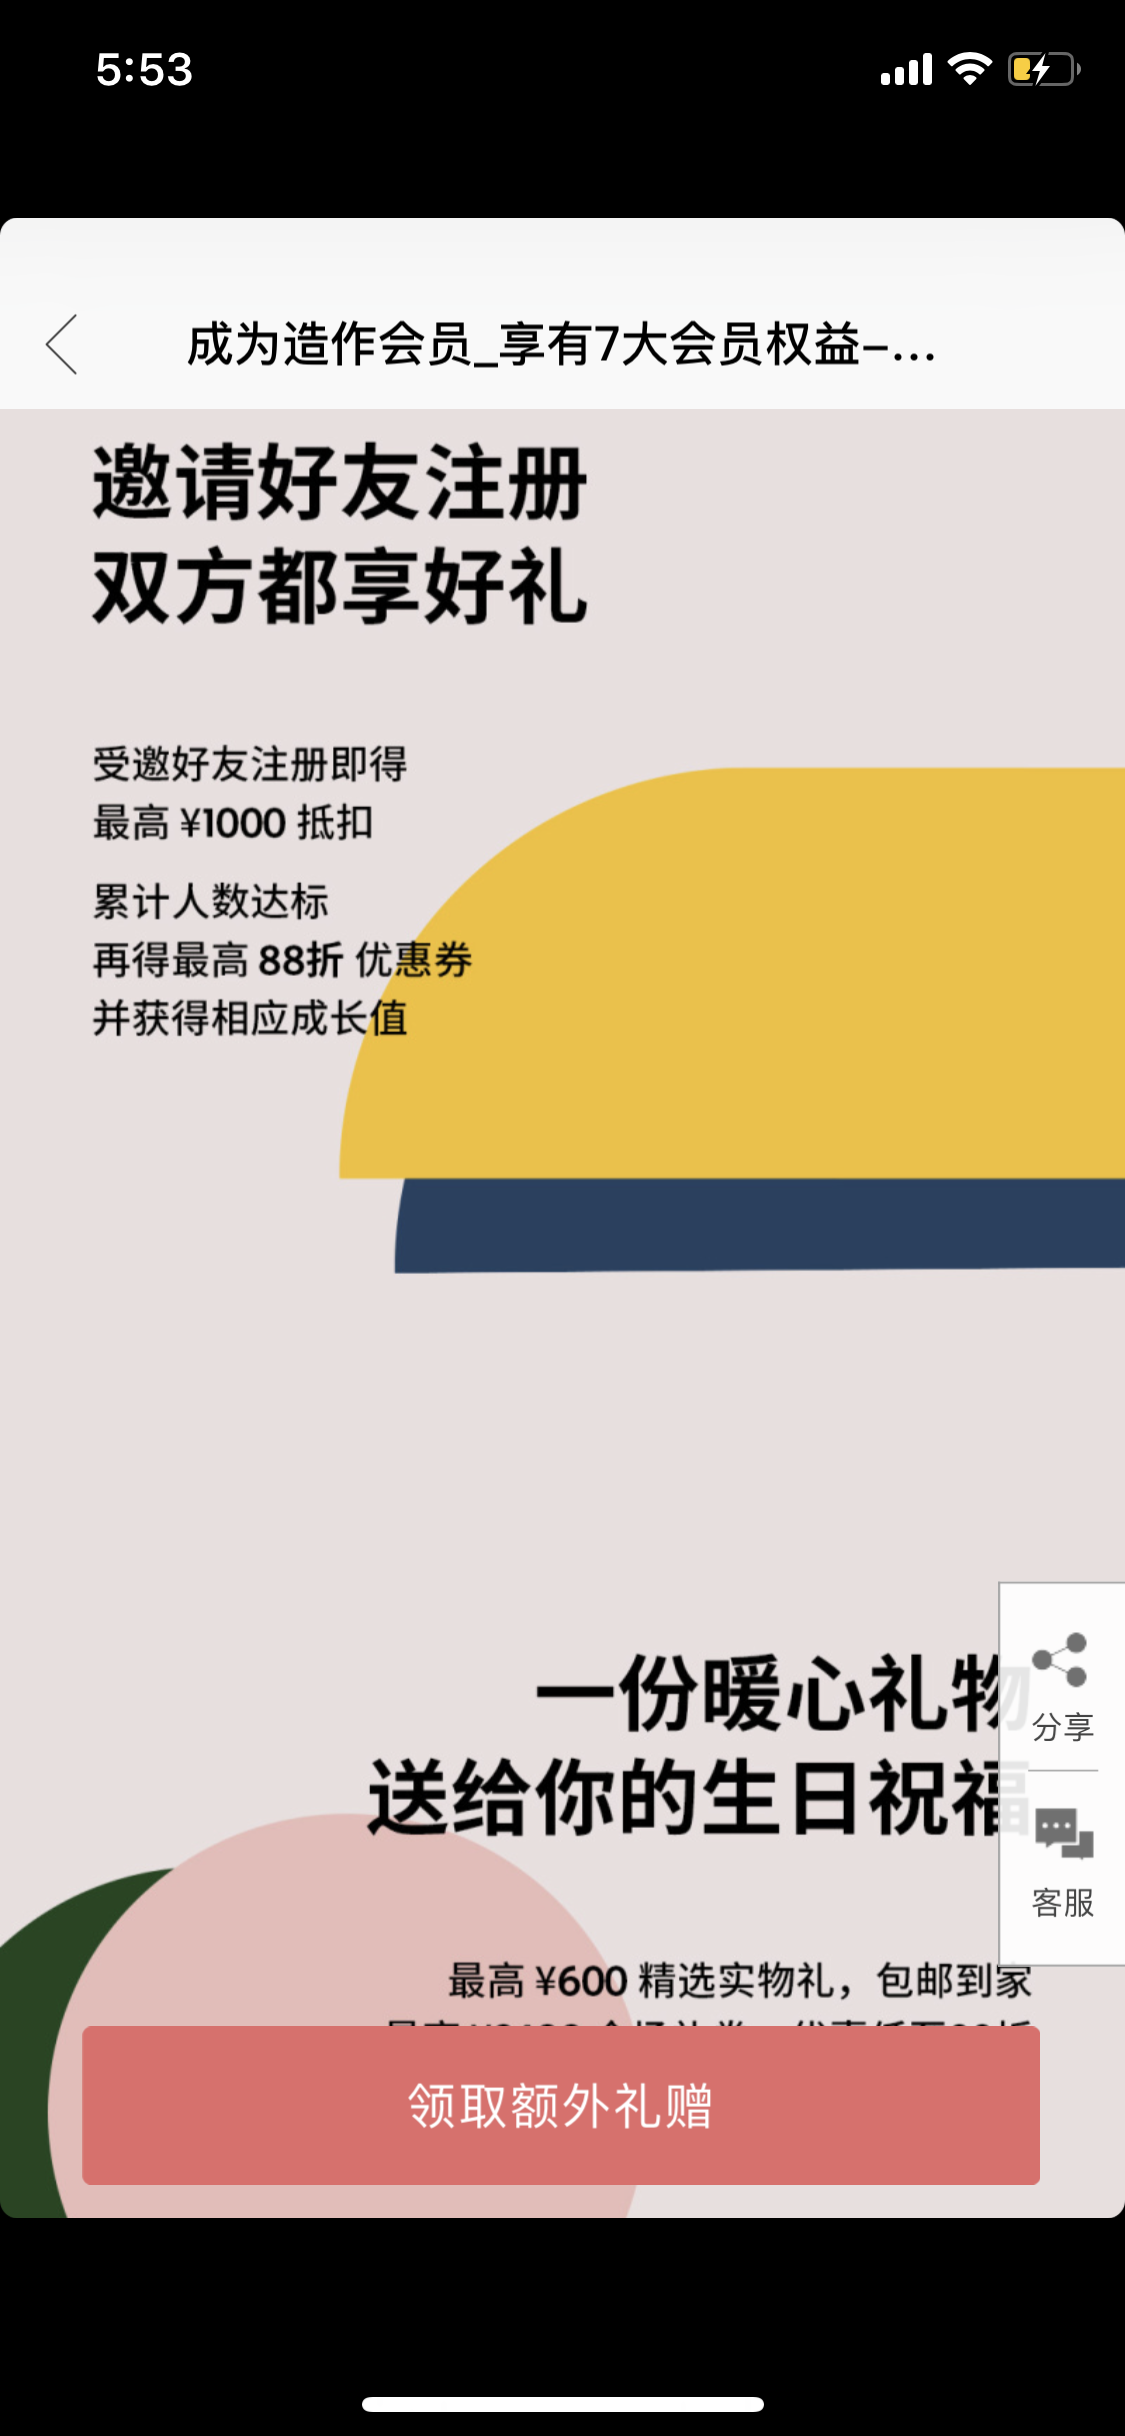 5:53
成为造作会员_享有7大会员权益–...
邀请好友注册
双方都享好礼
受邀好友注册即得
最高 ¥1000 抵扣
累计人数达标
再得最高 88折 优惠券
并获得相应成长值
一份暖心礼物
送给你的生日祝福
分享
客服
最高 ¥600 精选实物礼，包邮到家
领取额外礼赠